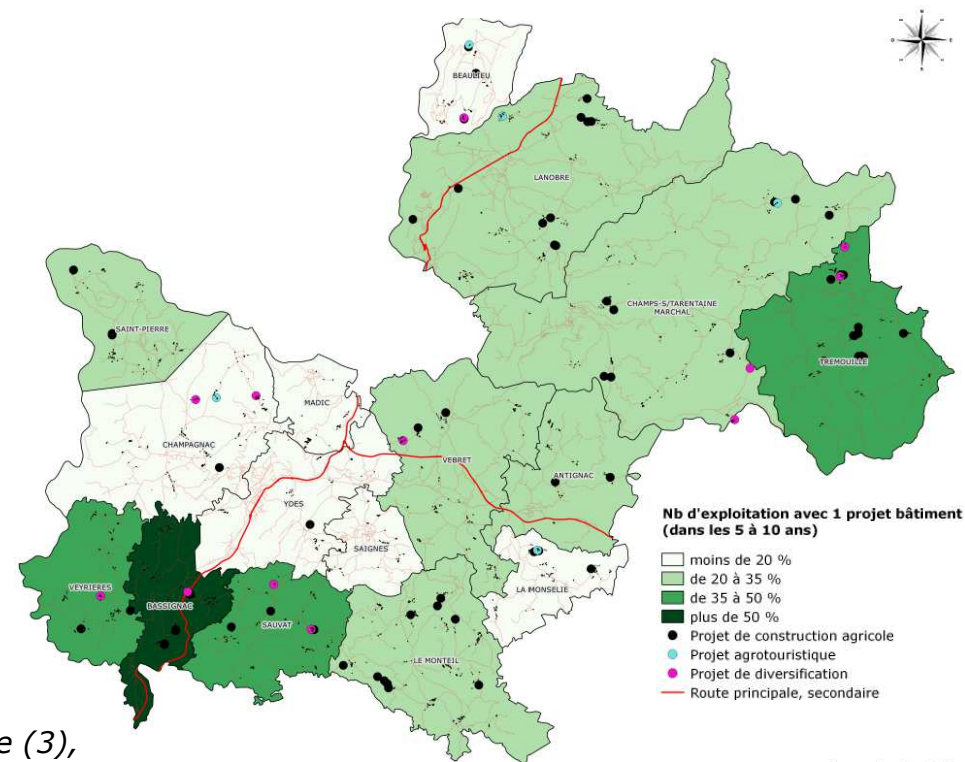 BEAULIEU
LANOBRE
CHAMPS-S/TARENTAINE
MARCHAL
TREMOUILLE
SAINT-PIERRE
MADIC
CHAMPAGNAC
VEBRET
ANTIGNAC
YDES
SAIGNES
LA MONSELIE
VEYRIERES
BASSIGNAC
SAUVAT
LE MONTEIL
Nb d'exploitation avec 1 projet bâtiment
(dans les 5 à 10 ans)
moins de 20 %
de 20 à 35 %
de 35 à 50 %
plus de 50 %
Projet de construction agricole
Projet agrotouristique
Projet de diversification
Route principale, secondaire
e (3),